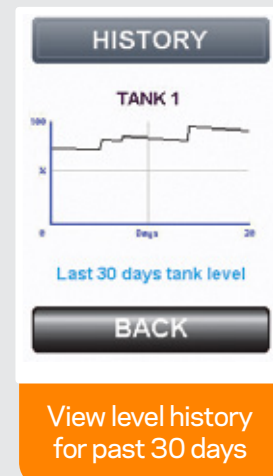 HISTORY
TANK 1
100
%
0 Days 30
Last 30 days tank level
BACK
View level history
for past 30 days